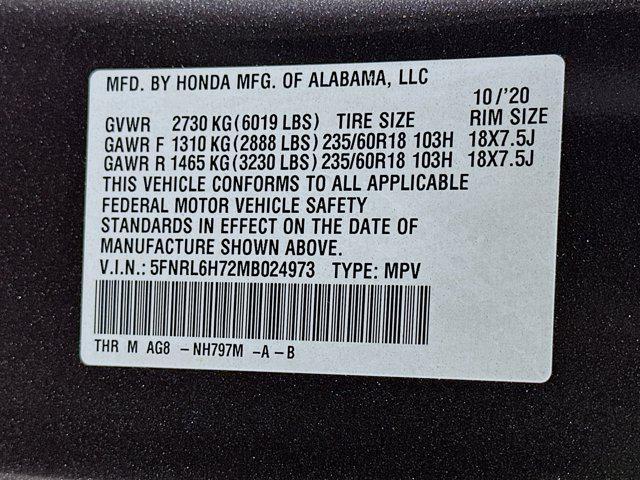 MFD. BY HONDA MFG. OF ALABAMA, LLC
10/'20
GVWR 2730 KG(6019 LBS) TIRE SIZE RIM SIZE
GAWR F 1310 KG(2888 LBS) 235/60R18 103H 18X7.5J
GAWR R 1465 KG(3230 LBS) 235/60R18 103H 18X7.5J
THIS VEHICLE CONFORMS TO ALL APPLICABLE
FEDERAL MOTOR VEHICLE SAFETY
STANDARDS IN EFFECT ON THE DATE OF
MANUFACTURE SHOWN ABOVE.
V.I.N.: 5FNRL6H72MB024973 TYPE: MPV
THR M AG8 - NH797M -A - B